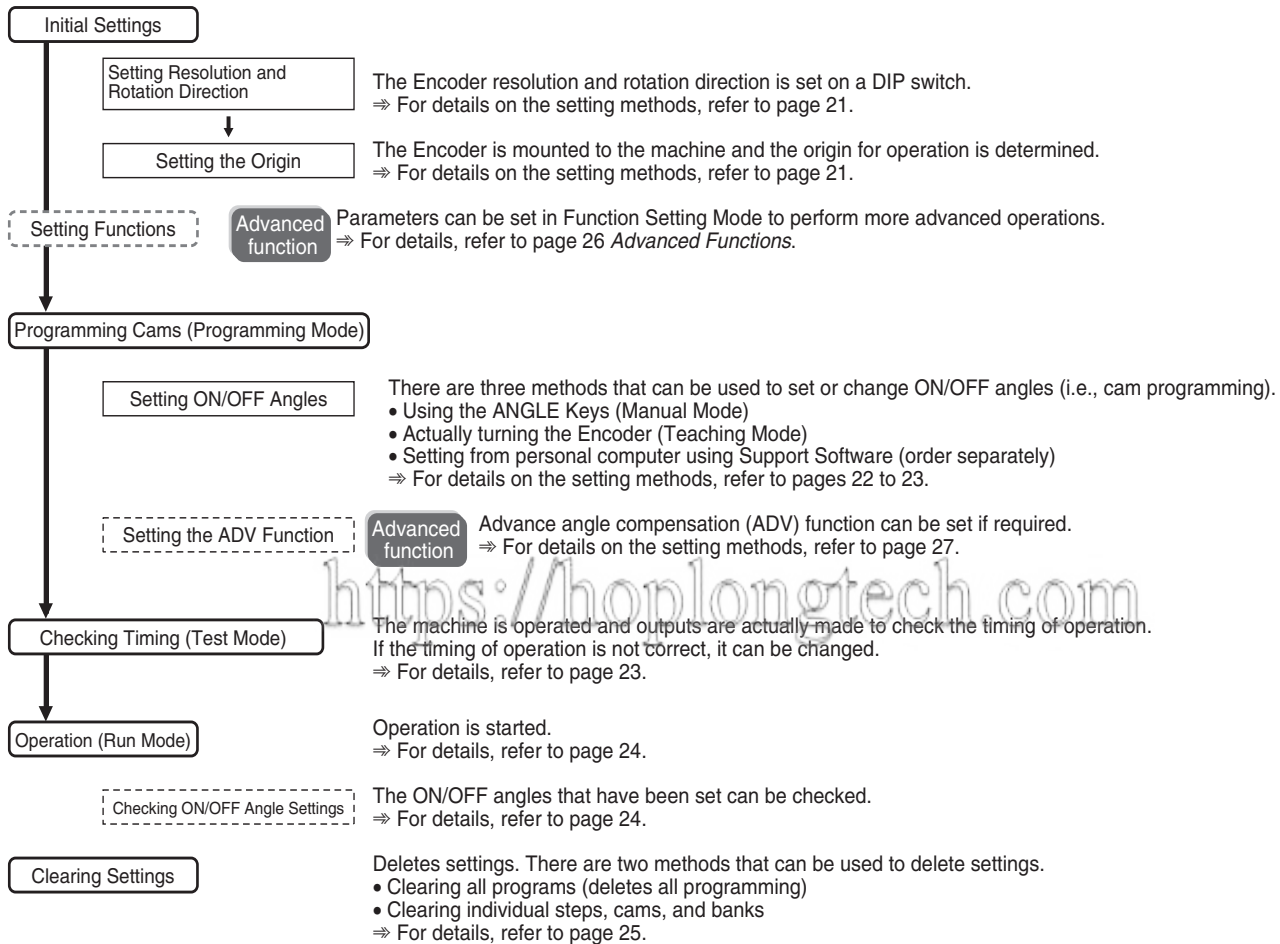 Initial Settings
Setting Resolution and
Rotation Direction
The Encoder resolution and rotation direction is set on a DIP switch.
⇒ For details on the setting methods, refer to page 21.
Setting the Origin
The Encoder is mounted to the machine and the origin for operation is determined.
⇒ For details on the setting methods, refer to page 21.
Setting Functions
Advanced
function
Parameters can be set in Function Setting Mode to perform more advanced operations.
⇒ For details, refer to page 26 Advanced Functions.
Programming Cams (Programming Mode)
Setting ON/OFF Angles
There are three methods that can be used to set or change ON/OFF angles (i.e., cam programming).
• Using the ANGLE Keys (Manual Mode)
• Actually turning the Encoder (Teaching Mode)
• Setting from personal computer using Support Software (order separately)
⇒ For details on the setting methods, refer to pages 22 to 23.
Setting the ADV Function
Advanced
function
Advance angle compensation (ADV) function can be set if required.
⇒ For details on the setting methods, refer to page 27.
https://hoplongtech.com
Checking Timing (Test Mode)
The machine is operated and outputs are actually made to check the timing of operation.
If the timing of operation is not correct, it can be changed.
⇒ For details, refer to page 23.
Operation (Run Mode)
Operation is started.
⇒ For details, refer to page 24.
Checking ON/OFF Angle Settings
The ON/OFF angles that have been set can be checked.
⇒ For details, refer to page 24.
Clearing Settings
Deletes settings. There are two methods that can be used to delete settings.
• Clearing all programs (deletes all programming)
• Clearing individual steps, cams, and banks
⇒ For details, refer to page 25.